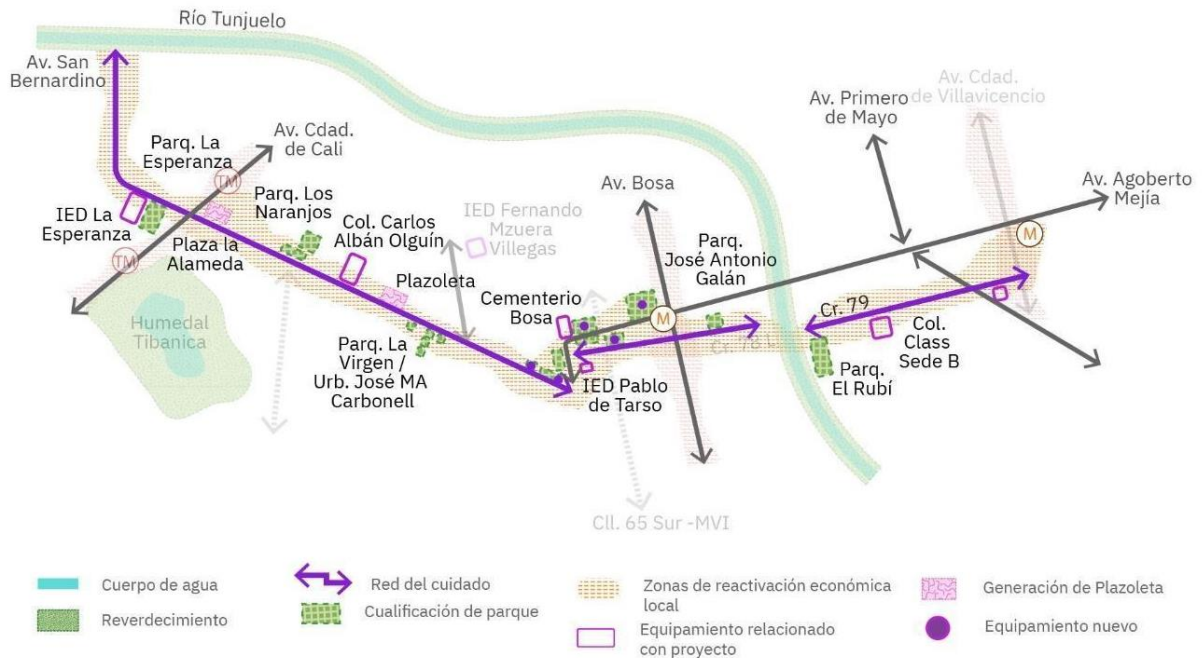 Río Tunjuelo
Av. San
Bernardino
Parq. La
Esperanza
Av. Cdad.
de Cali
TM
IED La
Esperanza
Plaza la
Alameda
Parq. Los
Naranjos
TM
Humedal
Tibanica
Col. Carlos
Albán Olguín
Plazoleta
IED Fernando
Mzuera
Villegas
Parq. La
Virgen /
Urb. José MA
Carbonell
Cementerio
Bosa
IED Pablo
de Tarso
Cll. 65 Sur -MVI
Av. Bosa
Parq.
José Antonio
Galán
M
Cr. 78
Av. Primero
de Mayo
Av. Cdad.
de Villavicencio
Av. Agoberto
Mejía
M
Cr. 79
Col.
Class
Sede B
Parq.
El Rubí
Cuerpo de agua
Reverdecimiento
Red del cuidado
Cualificación de parque
Zonas de reactivación económica
local
Equipamiento relacionado
con proyecto
Generación de Plazoleta
Equipamiento nuevo